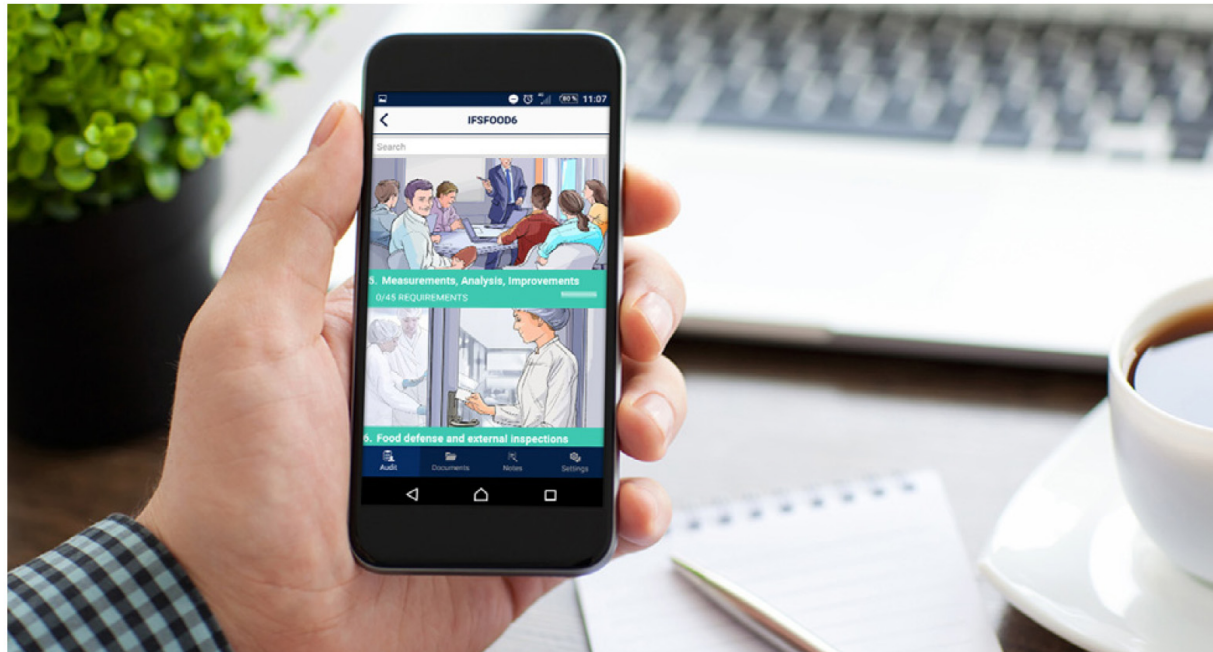 80% 11:07
IFSFOOD6
Search
5. Measurements, Analysis, Improvements
0/45 REQUIREMENTS
6. Food defense and external inspections
Audit Documents Notes Settings